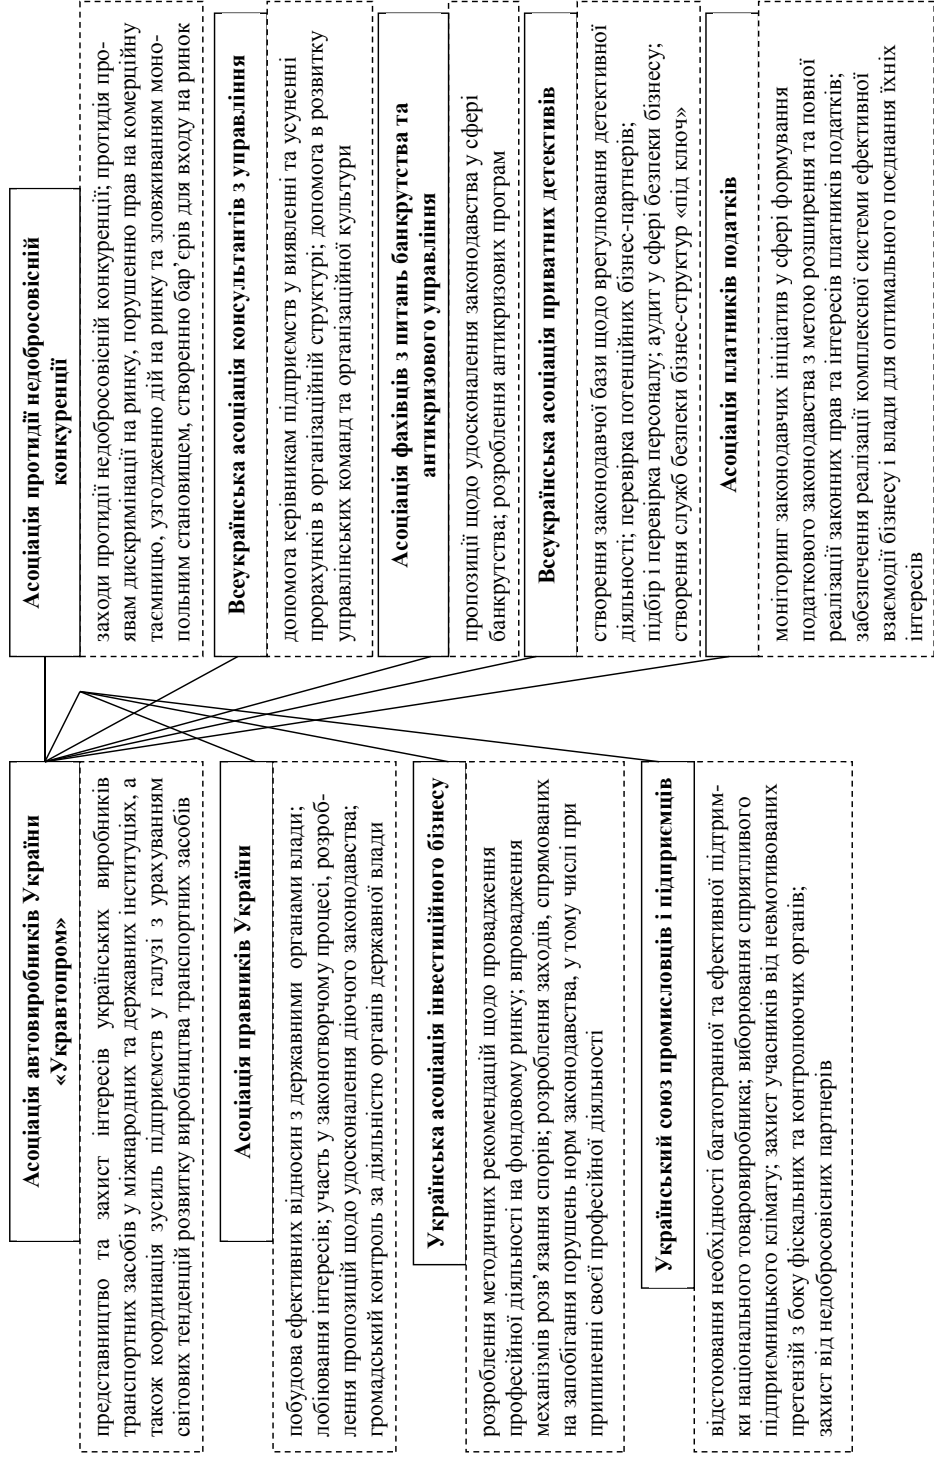 Асоціація автовиробників України
«Укравтопром»
представництво та захист інтересів українських виробників
транспортних засобів у міжнародних та державних інституціях, а
також координація зусиль підприємств у галузі з урахуванням
світових тенденцій розвитку виробництва транспортних засобів
Асоціація правників України
побудова ефективних відносин з державними органами влади;
лобіювання інтересів; участь у законотворчому процесі, розроб-
лення пропозицій щодо удосконалення діючого законодавства;
громадський контроль за діяльністю органів державної влади
Українська асоціація інвестиційного бізнесу
розроблення методичних рекомендацій щодо провадження
професійної діяльності на фондовому ринку; впровадження
механізмів розв’язання спорів; розроблення заходів, спрямованих
на запобігання порушень норм законодавства, у тому числі при
припиненні своєї професійної діяльності
Український союз промисловців і підприємців
відстоювання необхідності багатогранної та ефективної підтрим-
ки національного товаровиробника; виборювання сприятливого
підприємницького клімату; захист учасників від невмотивованих
претензій з боку фіскальних та контролюючих органів;
захист від недобросовісних партнерів
Асоціація протидії недобросовісній
конкуренції
заходи протидії недобросовісній конкуренції; протидія про-
явам дискримінації на ринку, порушенню прав на комерційну
таємницю, узгодженню дій на ринку та зловживанням моно-
польним становищем, створенню бар’єрів для входу на ринок
Всеукраїнська асоціація консультантів з управління
допомога керівникам підприємств у виявленні та усуненні
прорахунків в організаційній структурі; допомога в розвитку
управлінських команд та організаційної культури
Асоціація фахівців з питань банкрутства та
антикризового управління
пропозиції щодо удосконалення законодавства у сфері
банкрутства; розроблення антикризових програм
Всеукраїнська асоціація приватних детективів
створення законодавчої бази щодо врегулювання детективної
діяльності; перевірка потенційних бізнес-партнерів;
підбір і перевірка персоналу; аудит у сфері безпеки бізнесу;
створення служб безпеки бізнес-структур «під ключ»
Асоціація платників податків
моніторинг законодавчих ініціатив у сфері формування
податкового законодавства з метою розширення та повної
реалізації законних прав та інтересів платників податків;
забезпечення реалізації комплексної системи ефективної
взаємодії бізнесу і влади для оптимального поєднання їхніх
інтересів